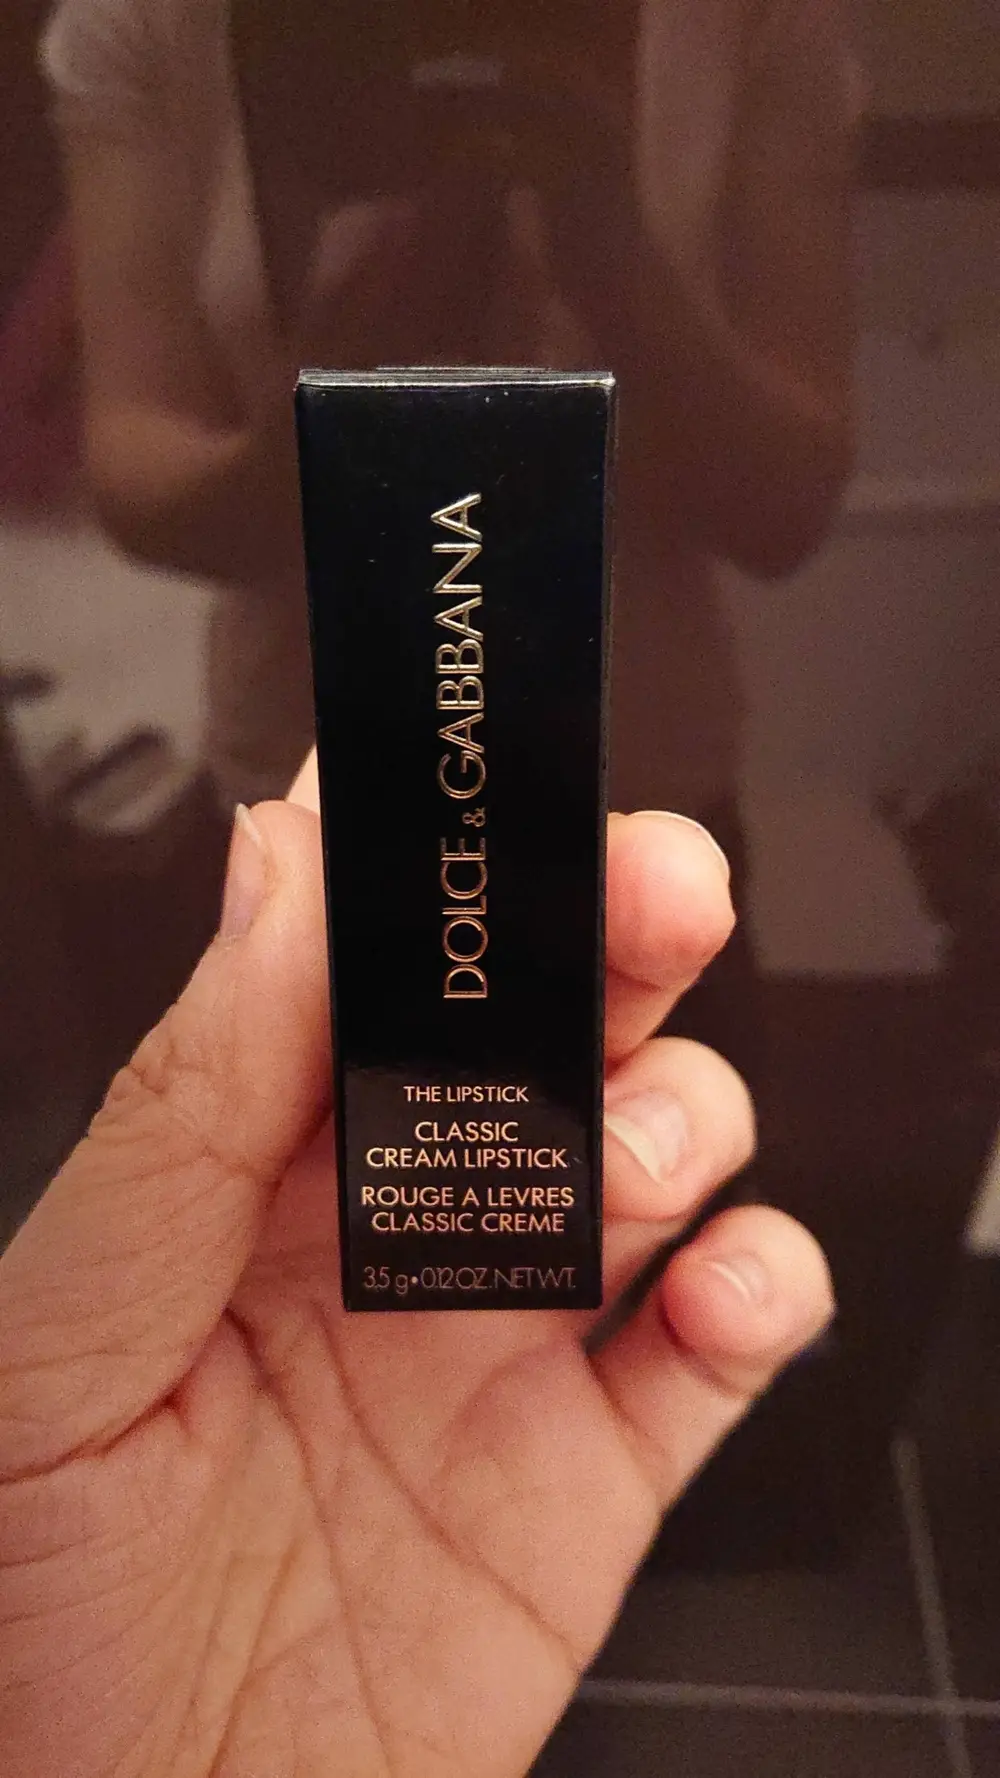 DOLCE & GABBANA
THE LIPSTICK
CLASSIC
CREAM LIPSTICK
ROUGE A LEVRES
CLASSIC CREME
3.5 g•0.12 OZ. NET WT.